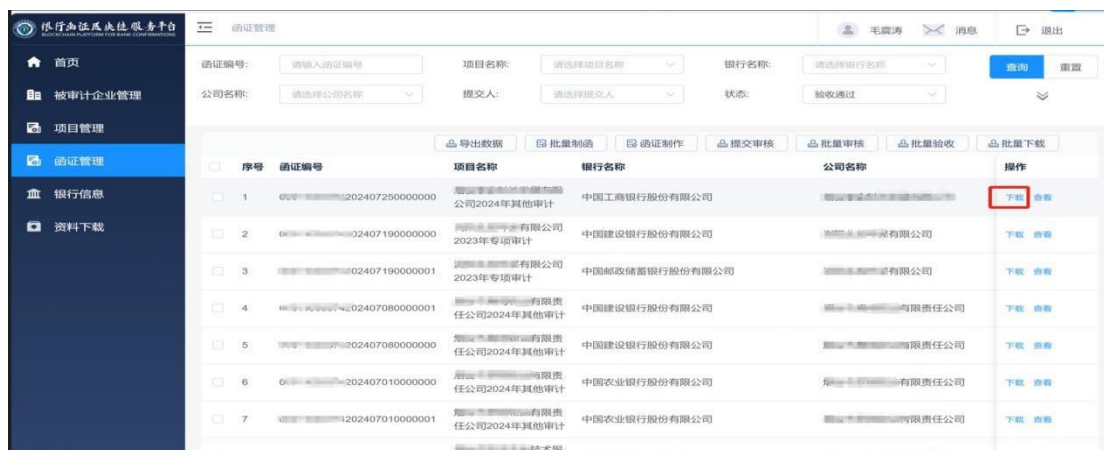 银行函证区块链服务平台
BLOCKCHAIN PLATFORM FOR BANK CONFIRMATIONS
函证管理
毛震涛
消息
退出
首页
被审计企业管理
项目管理
函证管理
银行信息
资料下载
函证编号: 请输入函证编号 项目名称: 请选择项目名称 银行名称: 请选择银行名称 查询 重置
公司名称: 请选择公司名称 提交人: 请选择提交人 状态: 验收通过
导出数据 批量制函 函证制作 提交审核 批量审核 批量验收 批量下载
序号 函证编号 项目名称 银行名称 公司名称 操作
1 202407250000000 公司2024年其他审计 中国工商银行股份有限公司 下载 查看
2 02407190000000 有限公司 2023年专项审计 中国建设银行股份有限公司 有限公司 下载 查看
3 02407190000001 有限公司 2023年专项审计 中国邮政储蓄银行股份有限公司 有限公司 下载 查看
4 202407080000001 有限责任公司2024年其他审计 中国建设银行股份有限公司 有限责任公司 下载 查看
5 202407080000000 有限责任公司2024年其他审计 中国建设银行股份有限公司 有限责任公司 下载 查看
6 202407010000000 有限责任公司2024年其他审计 中国农业银行股份有限公司 有限责任公司 下载 查看
7 202407010000001 有限责任公司2024年其他审计 中国农业银行股份有限公司 有限责任公司 下载 查看